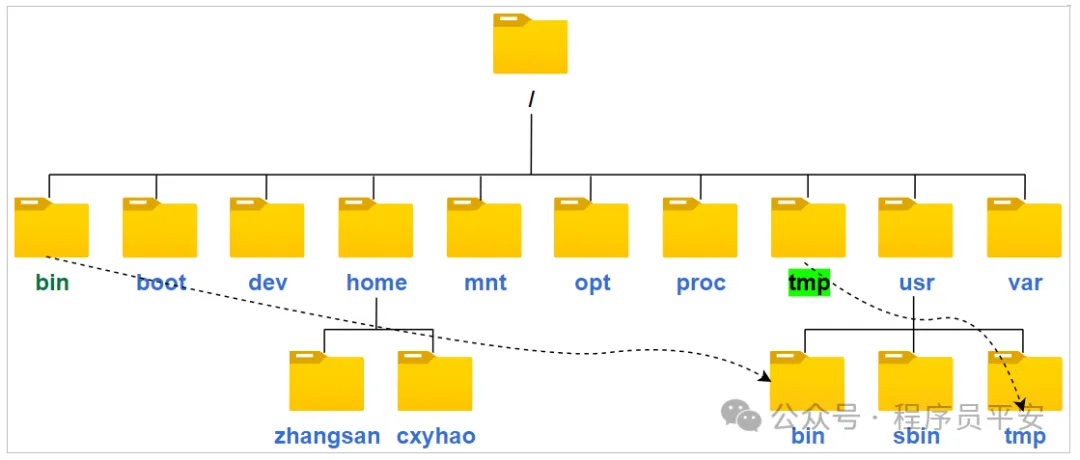 /
bin boot dev home mnt opt proc tmp usr var
zhangsan cxyhao bin sbin tmp
公众号 · 程序员平安